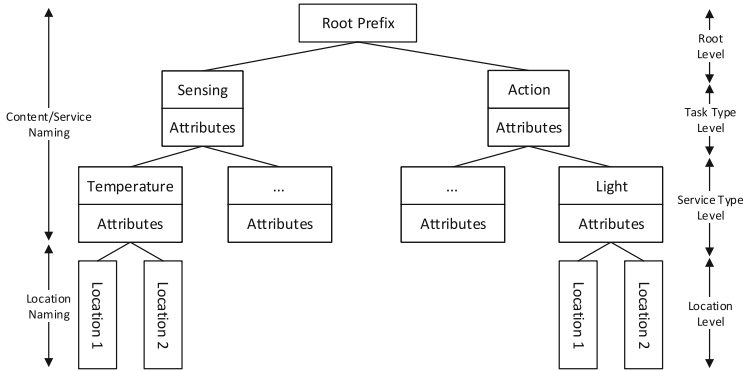 Root Prefix
Root
Level
Sensing
Attributes
Action
Attributes
Content/Service
Naming
Task Type
Level
Temperature
Attributes
...
Attributes
...
Attributes
Light
Attributes
Service Type
Level
Location
Naming
Location 1
Location 2
Location 1
Location 2
Location
Level